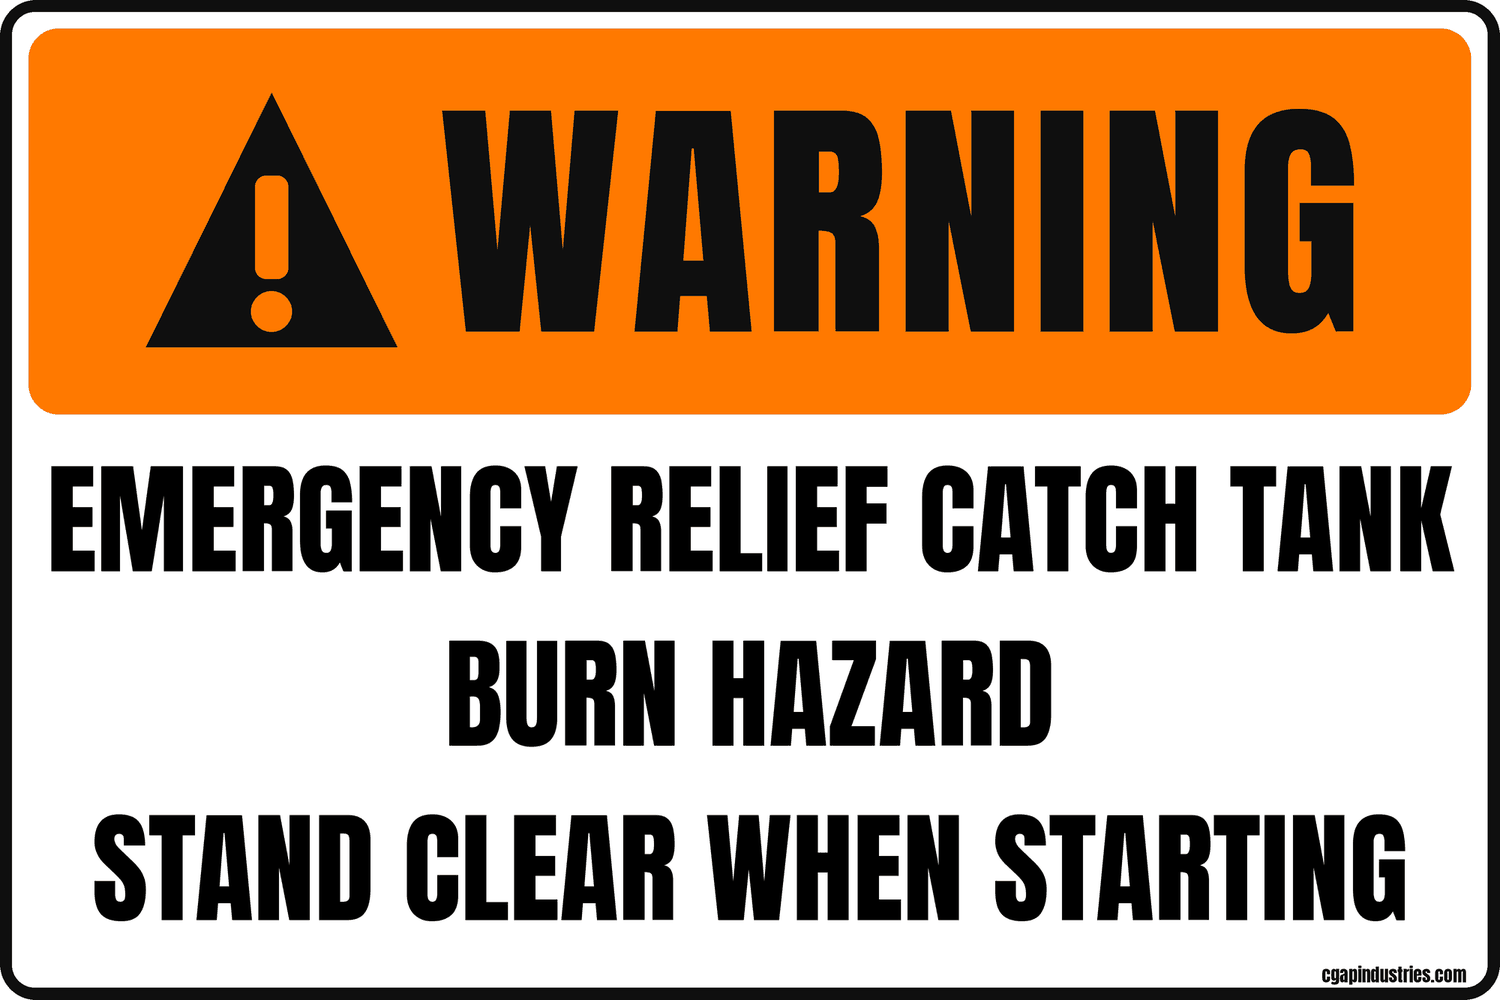 WARNING
EMERGENCY RELIEF CATCH TANK
BURN HAZARD
STAND CLEAR WHEN STARTING
cgapindustries.com